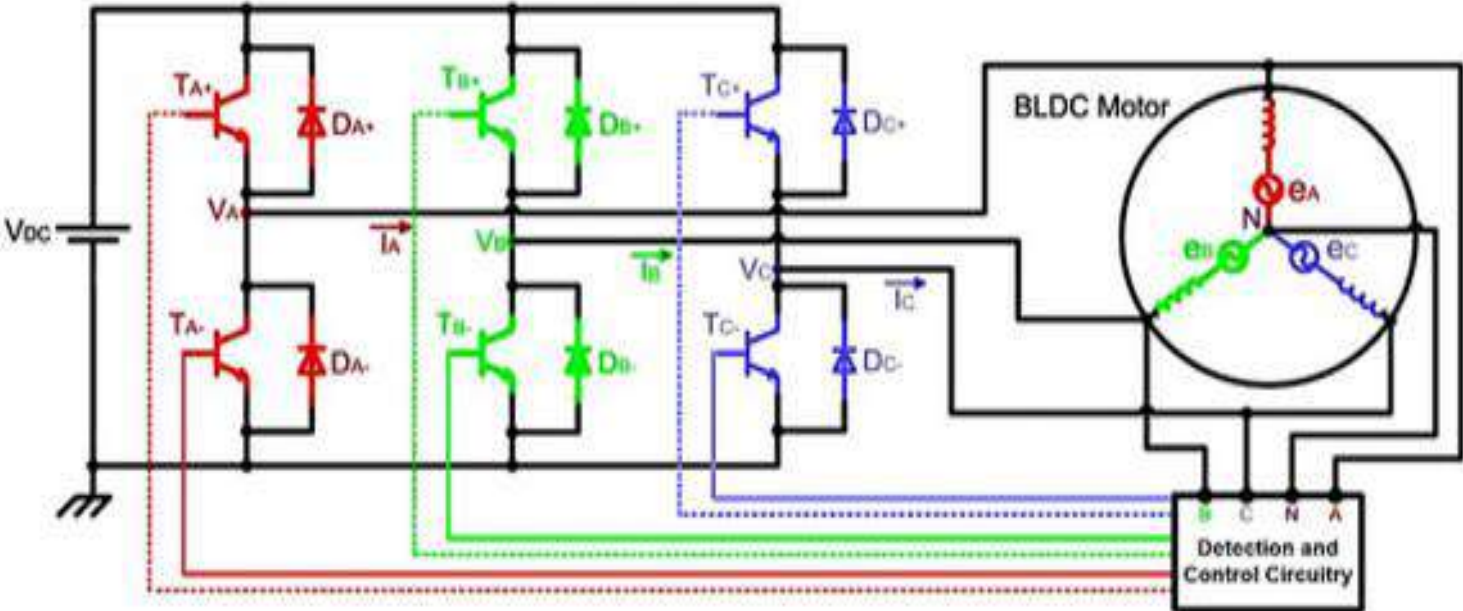 TA+
DA+
TB+
DB+
TC+
DC+
BLDC Motor
VDC
VA
IA
VB
IB
VC
IC
eA
N
eB
eC
TA-
DA-
TB-
DB-
TC-
DC-
B C N A
Detection and
Control Circuitry